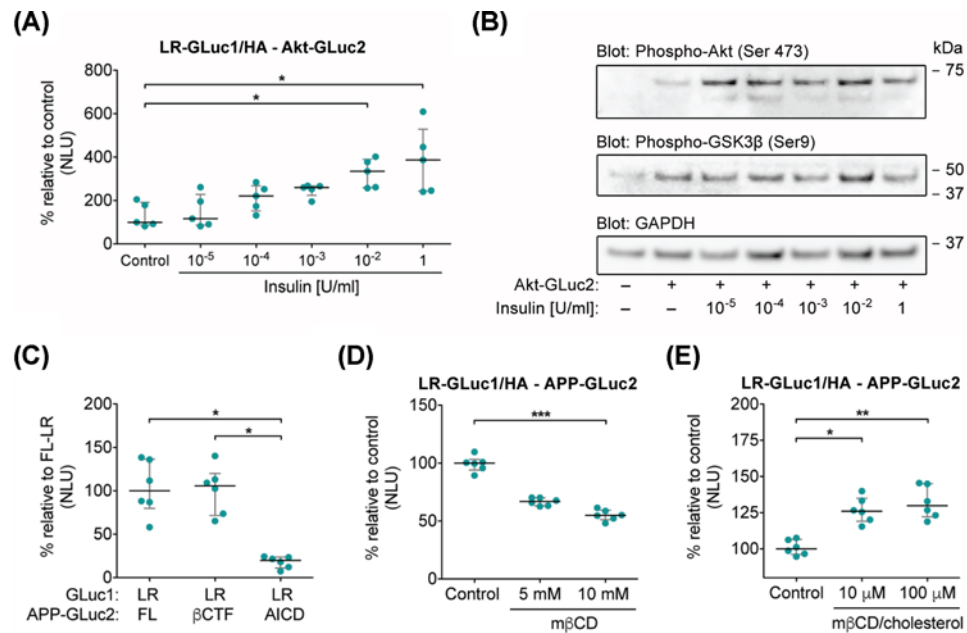 (A)
LR-GLuc1/HA - Akt-GLuc2
% relative to control
(NLU)
800
600
400
200
0
*
*
Control
10⁻⁵
10⁻⁴
10⁻³
10⁻²
1
Insulin [U/ml]
(B)
kDa
Blot: Phospho-Akt (Ser 473)
75
Blot: Phospho-GSK3β (Ser9)
50
37
Blot: GAPDH
37
Akt-GLuc2: – + + + + + +
Insulin [U/ml]: – – 10⁻⁵ 10⁻⁴ 10⁻³ 10⁻² 1
(C)
% relative to FL-LR
(NLU)
200
150
100
50
0
*
*
GLuc1: LR LR LR
APP-GLuc2: FL βCTF AICD
(D)
LR-GLuc1/HA - APP-GLuc2
% relative to control
(NLU)
150
100
50
0
***
Control
5 mM
10 mM
mβCD
(E)
LR-GLuc1/HA - APP-GLuc2
% relative to control
(NLU)
175
150
125
100
**
*
Control
10 μM
100 μM
mβCD/cholesterol